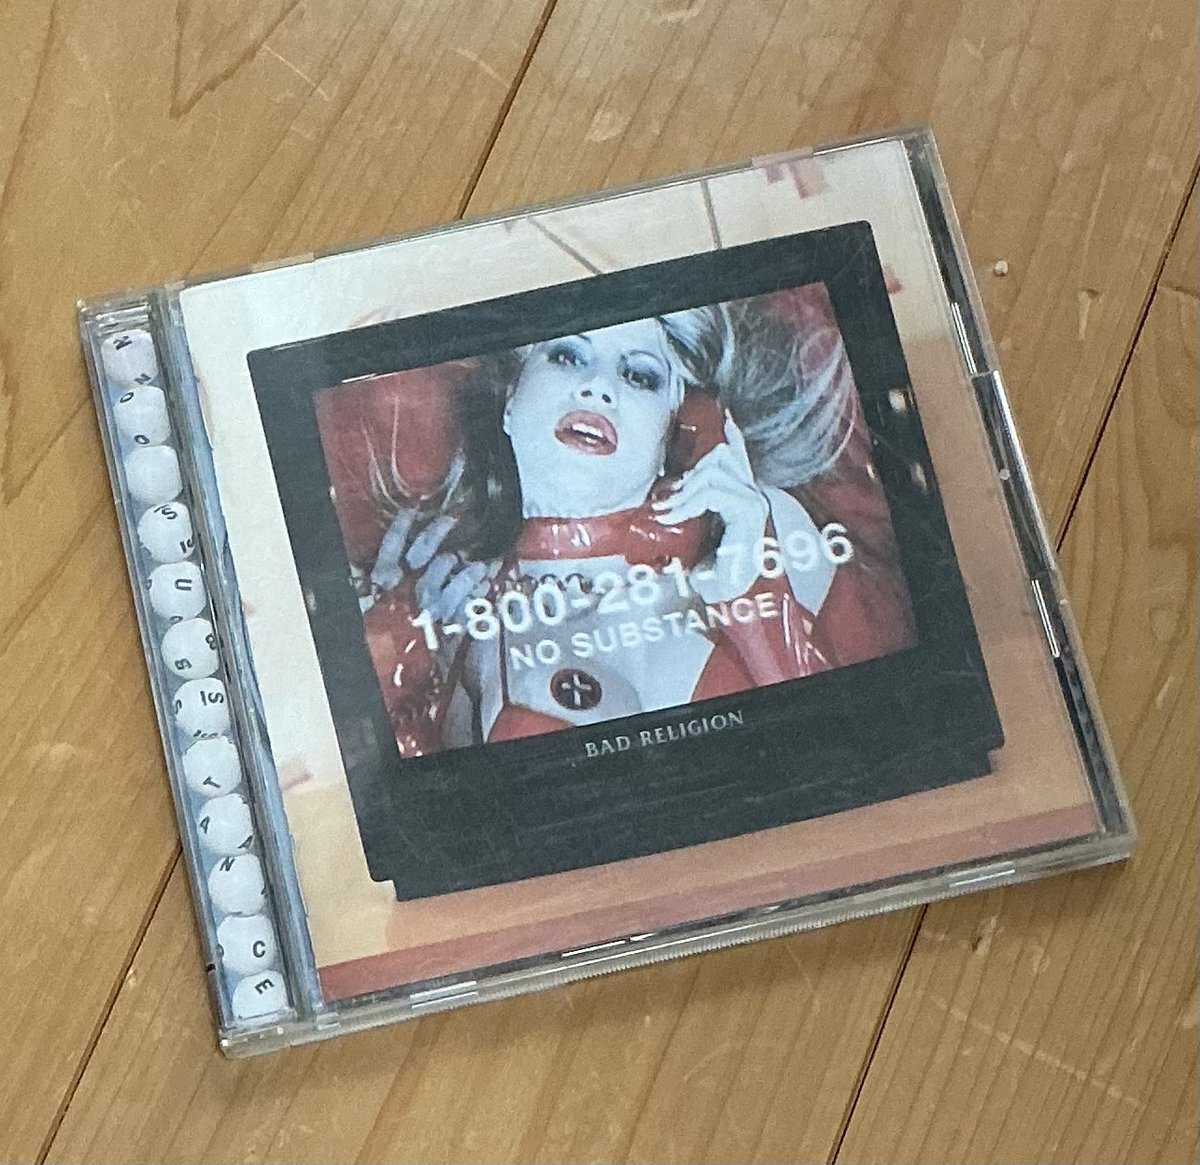 1-800-281-7696
NO SUBSTANCE
BAD RELIGION
NO SUBSTANCE